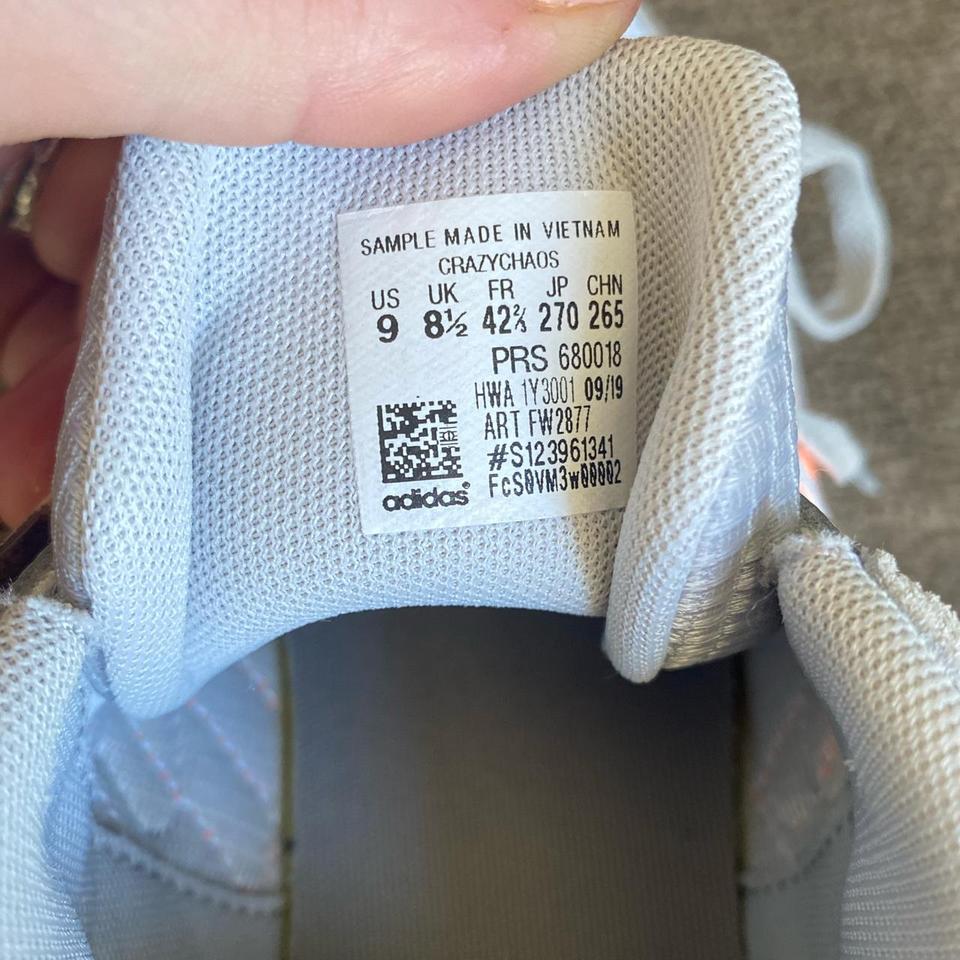 SAMPLE MADE IN VIETNAM
CRAZYCHAOS
US UK FR JP CHN
9 8½ 42⅔ 270 265
PRS 680018
HWA 1Y3001 09/19
ART FW2877
#S123961341
FcS0VM3w00002
adidas®